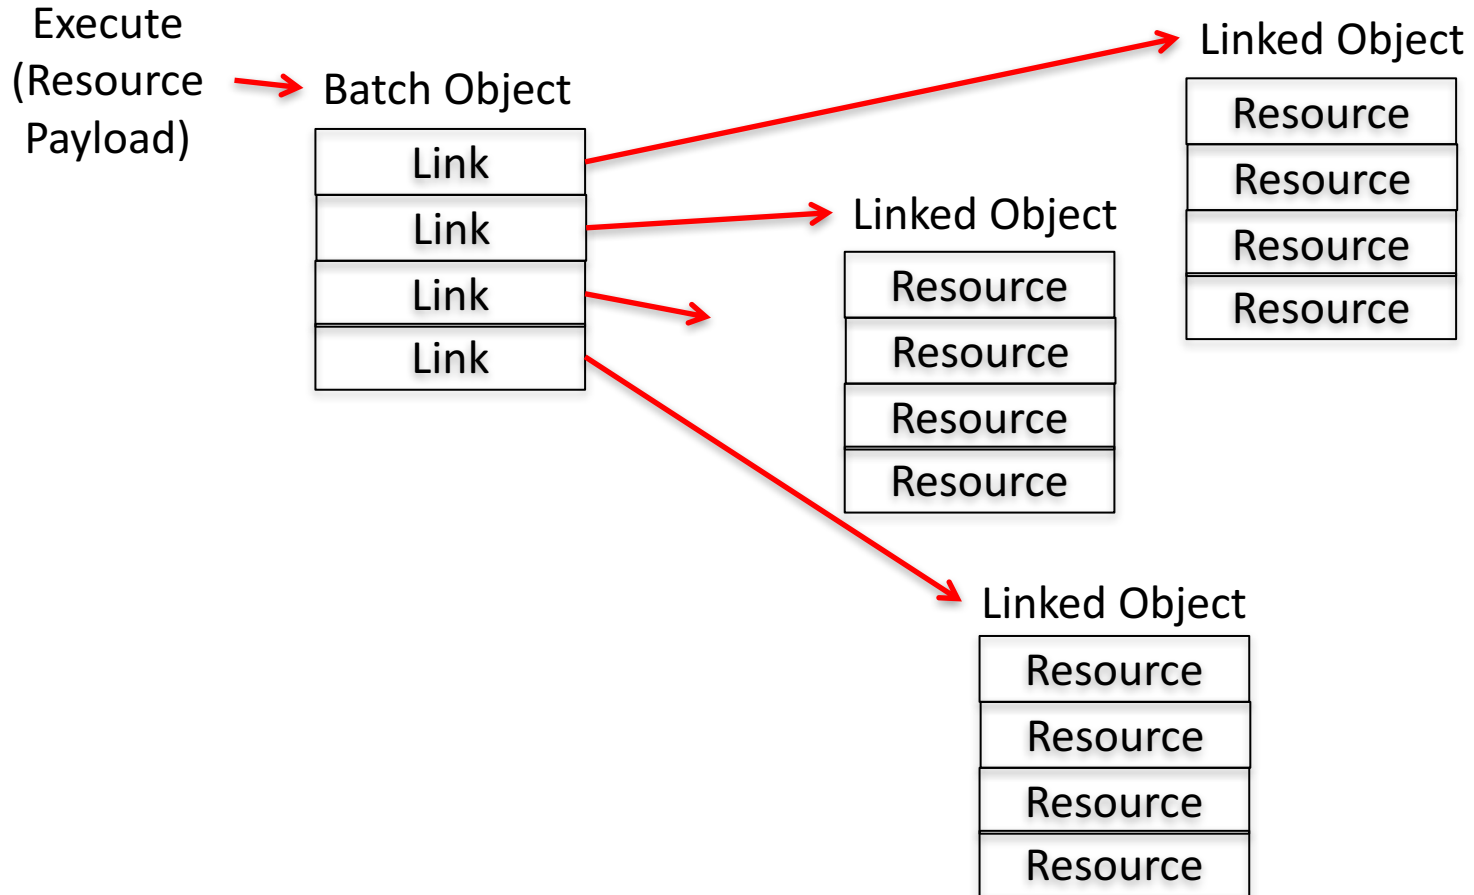 Execute
(Resource
Payload)
Batch Object
Link
Link
Link
Link
Linked Object
Resource
Resource
Resource
Resource
Linked Object
Resource
Resource
Resource
Resource
Linked Object
Resource
Resource
Resource
Resource